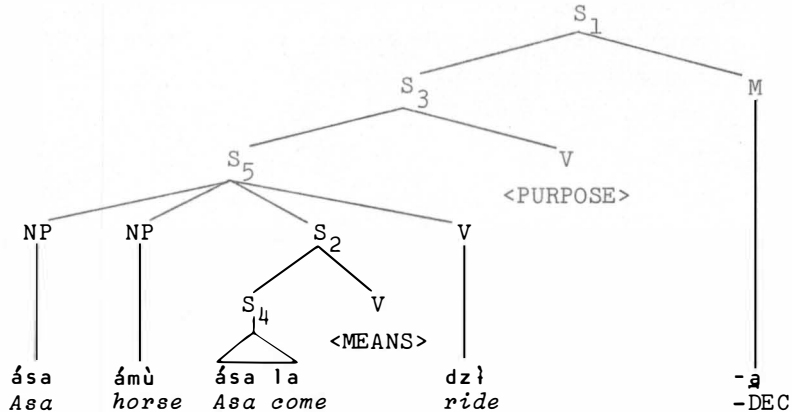 S1
S3 M
S5 V
<PURPOSE>
NP NP S2 V
S4 V
<MEANS>
ása ámù ása la dzɨ̀ -a̱
Asa horse Asa come ride -DEC